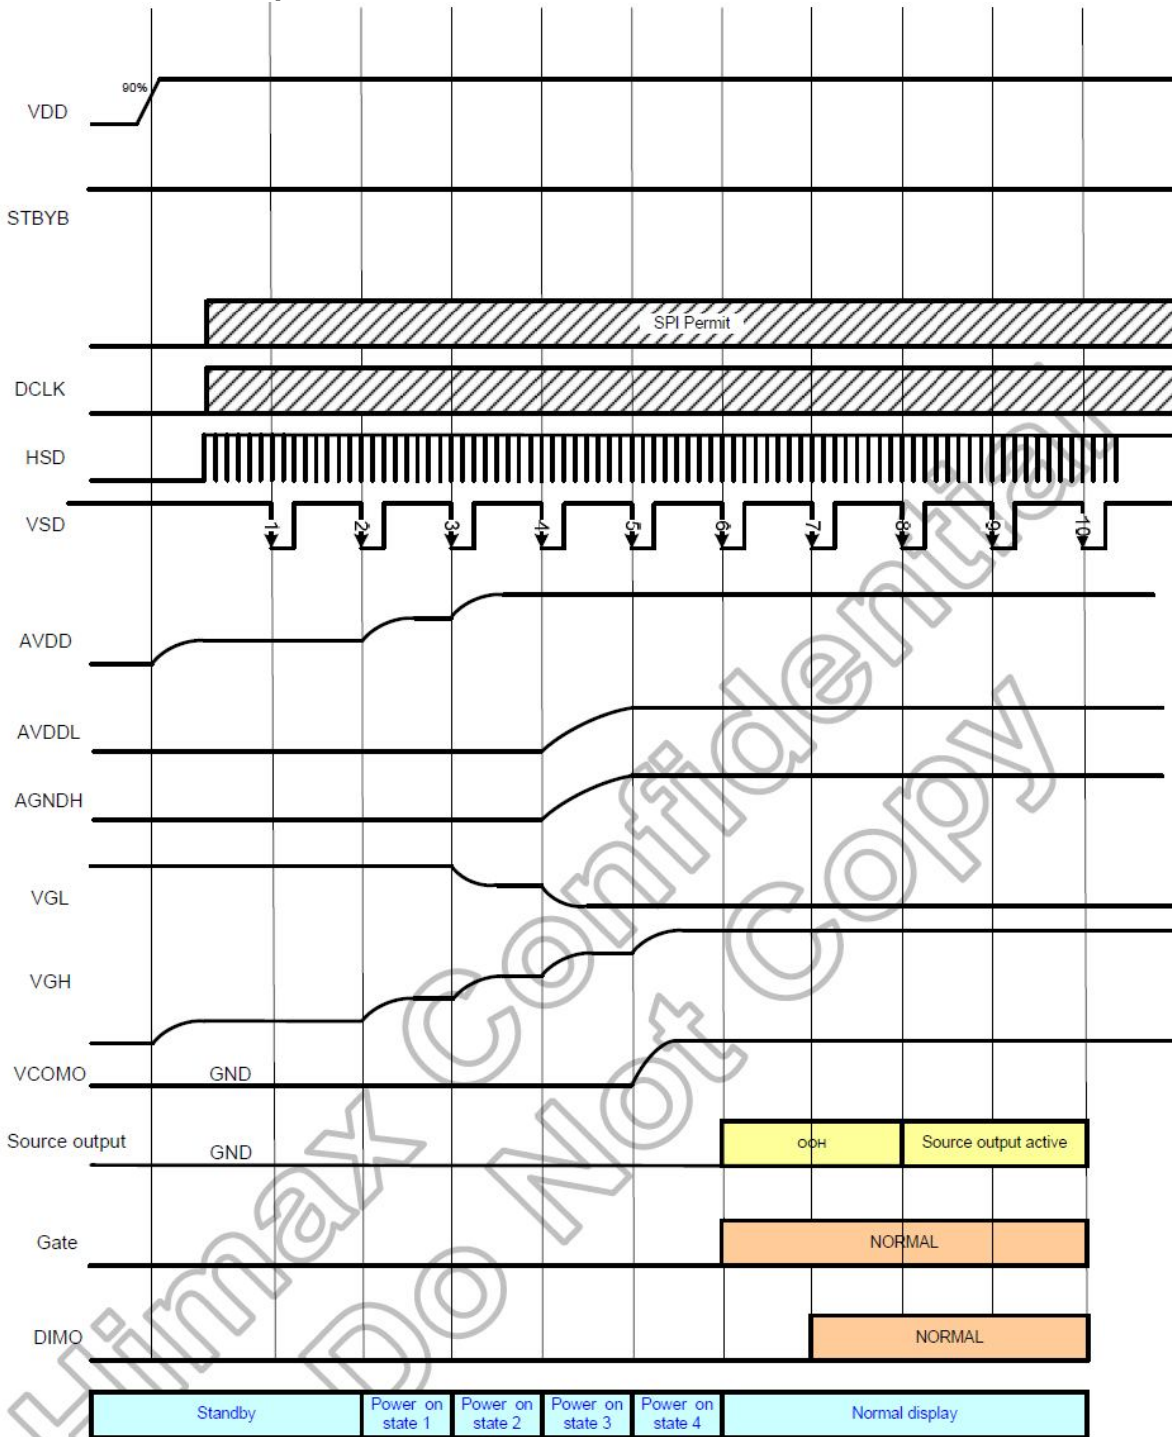 90%
VDD
STBYB
SPI Permit
DCLK
HSD
VSD
1 2 3 4 5 6 7 8 9 10
AVDD
AVDDL
AGNDH
VGL
VGH
VCOMO GND
Source output GND 00H Source output active
Gate NORMAL
DIMO NORMAL
Standby
Power on
state 1
Power on
state 2
Power on
state 3
Power on
state 4
Normal display
Himax Confidential
Do Not Copy